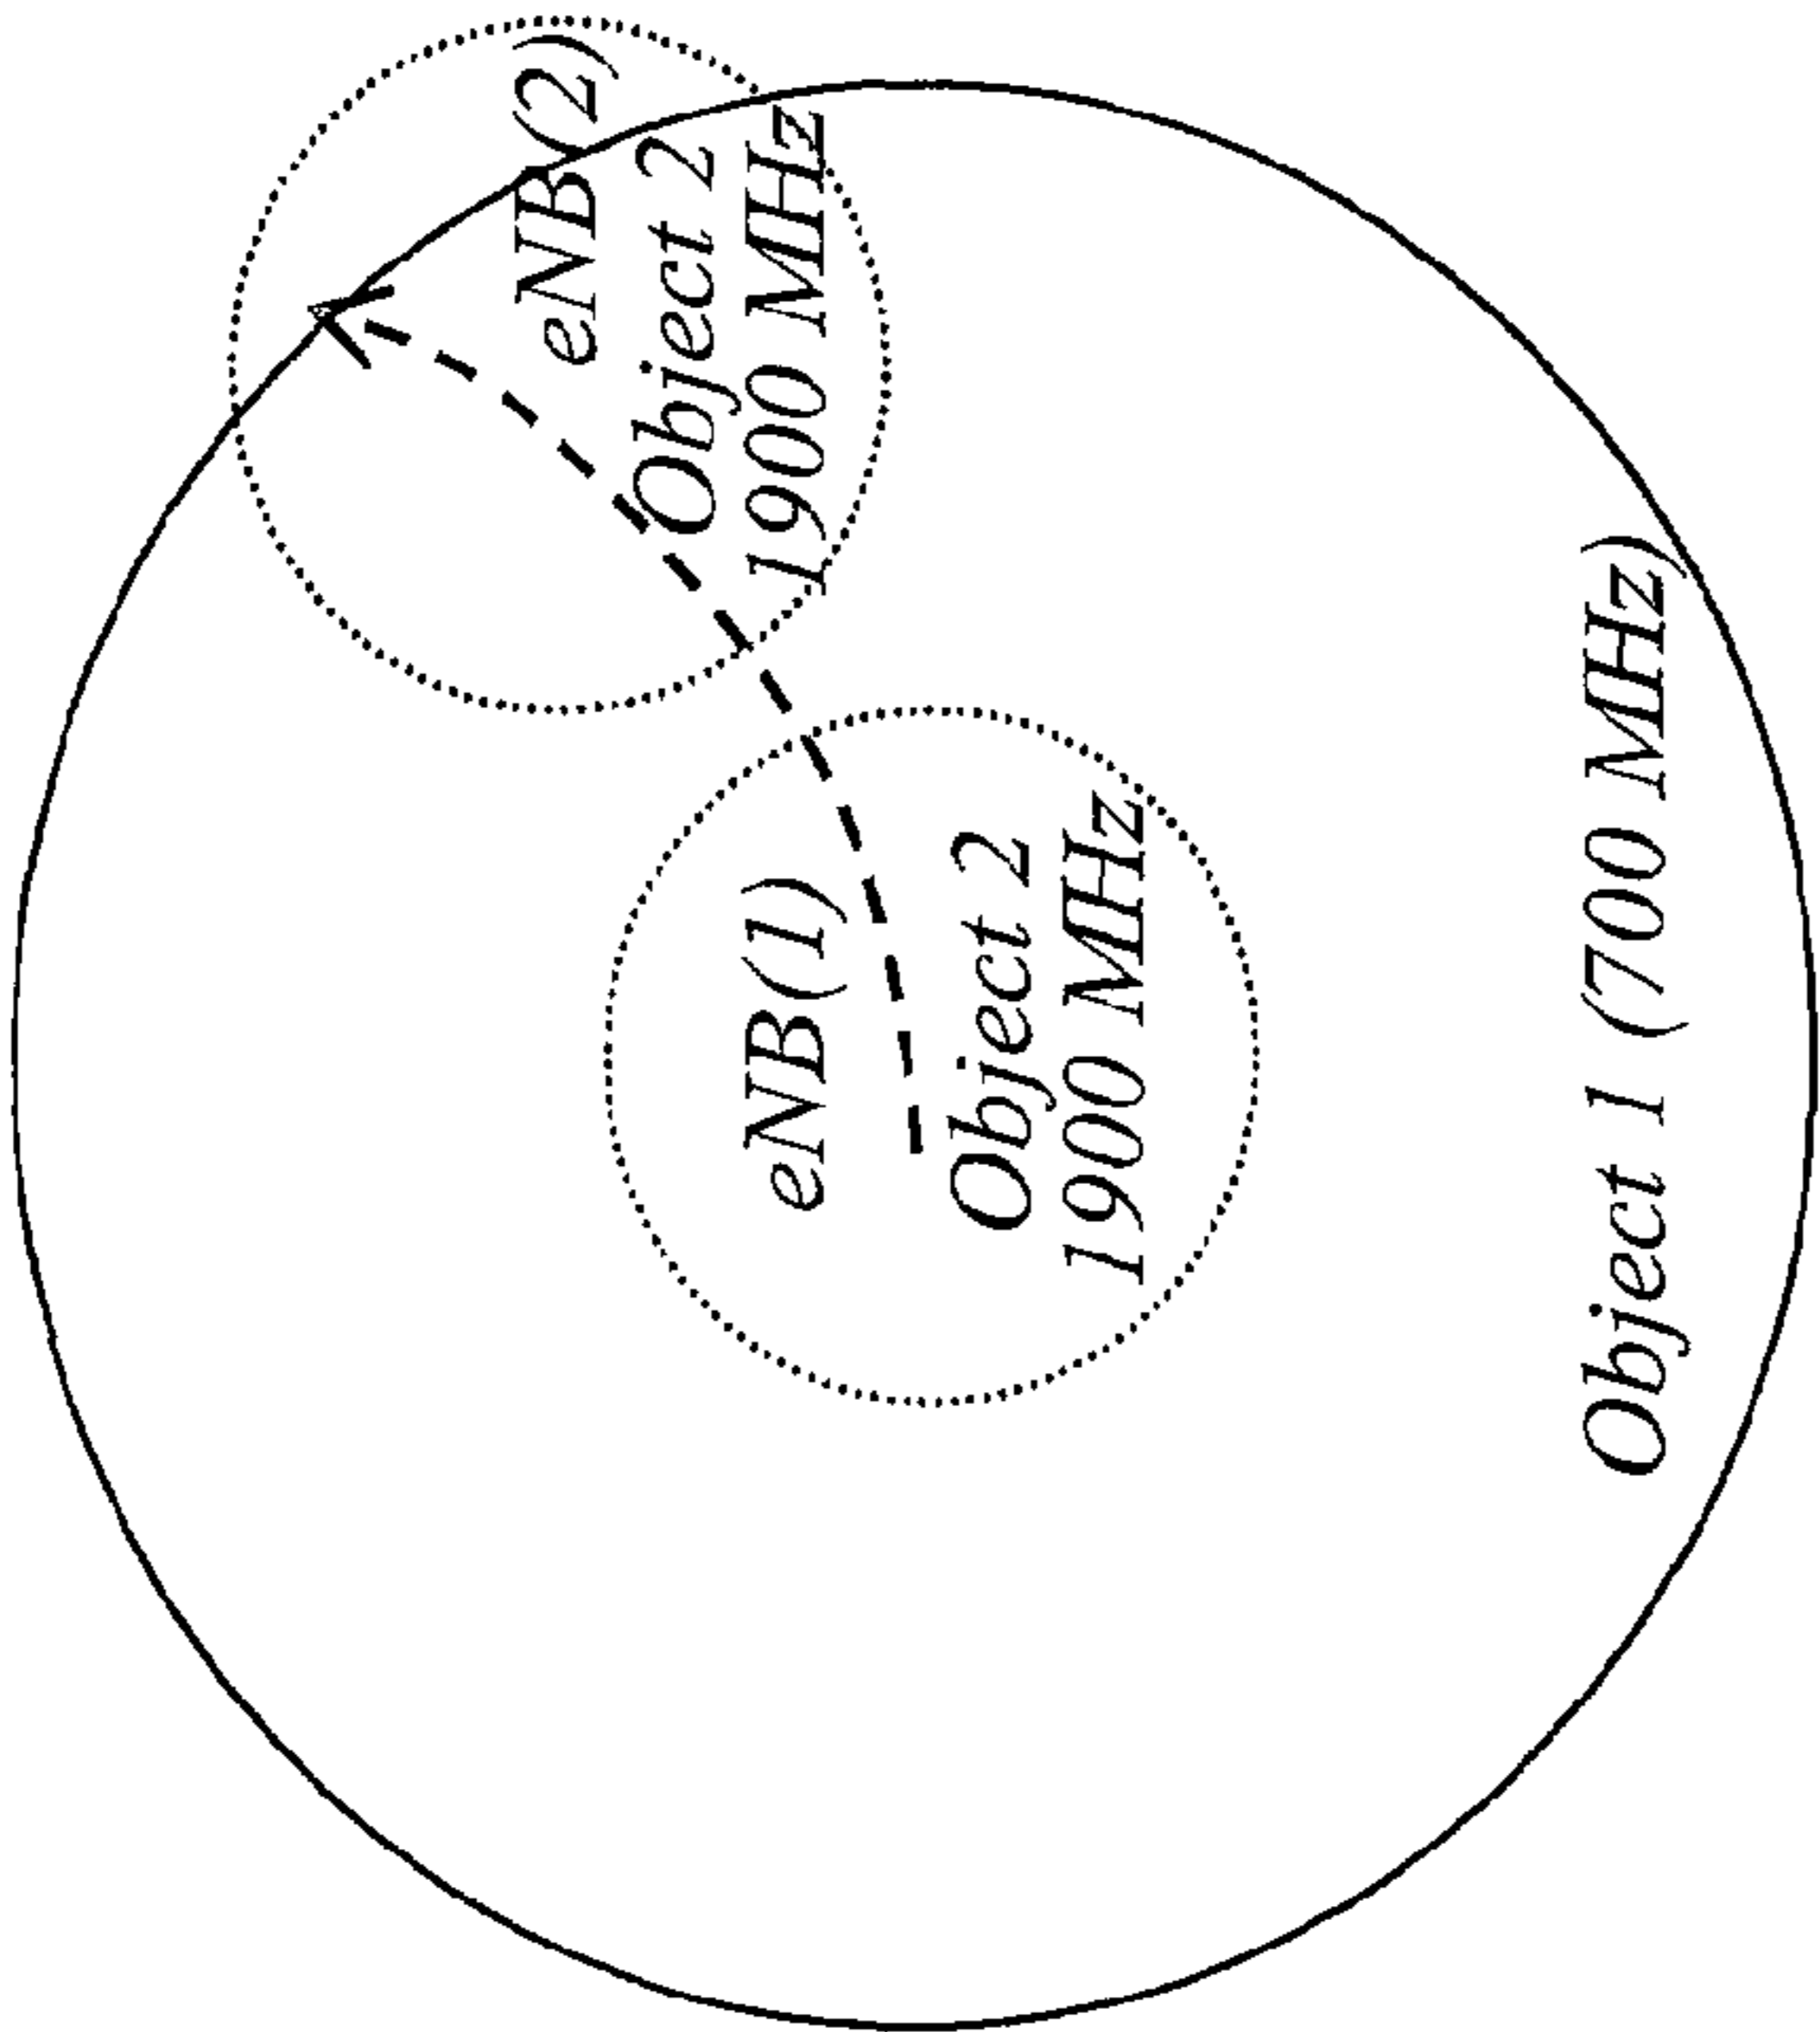 eNB(2)
Object 2
1900 MHz
eNB(1)
Object 2
1900 MHz
Object 1 (700 MHz)